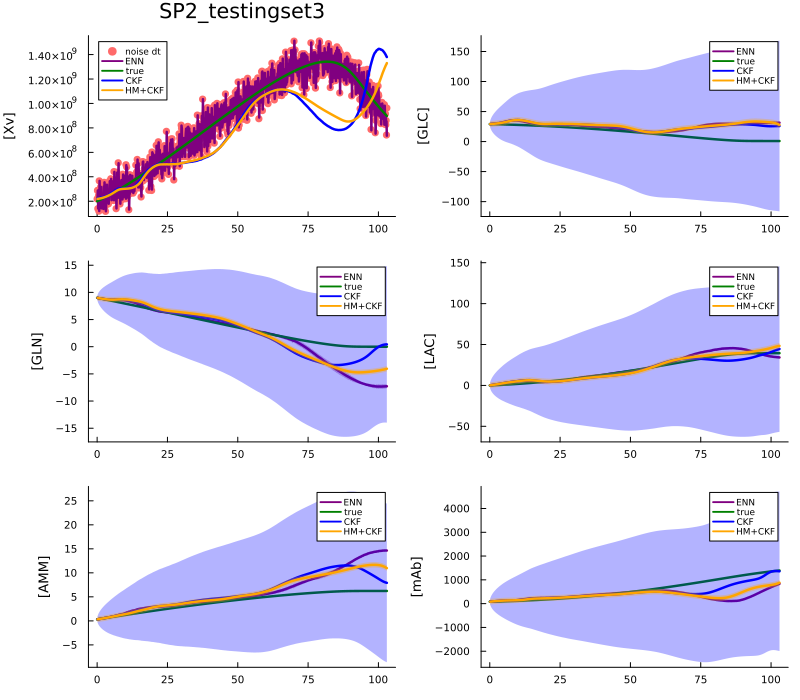 SP2_testingset3
[Xv]
1.40×10⁹
1.20×10⁹
1.00×10⁹
8.00×10⁸
6.00×10⁸
4.00×10⁸
2.00×10⁸
noise dt
ENN
true
CKF
HM+CKF
0 25 50 75 100
[GLC]
150
100
50
0
−50
−100
ENN
true
CKF
HM+CKF
0 25 50 75 100
[GLN]
15
10
5
0
−5
−10
−15
ENN
true
CKF
HM+CKF
0 25 50 75 100
[LAC]
150
100
50
0
−50
ENN
true
CKF
HM+CKF
0 25 50 75 100
[AMM]
25
20
15
10
5
0
−5
ENN
true
CKF
HM+CKF
0 25 50 75 100
[mAb]
4000
3000
2000
1000
0
−1000
−2000
ENN
true
CKF
HM+CKF
0 25 50 75 100